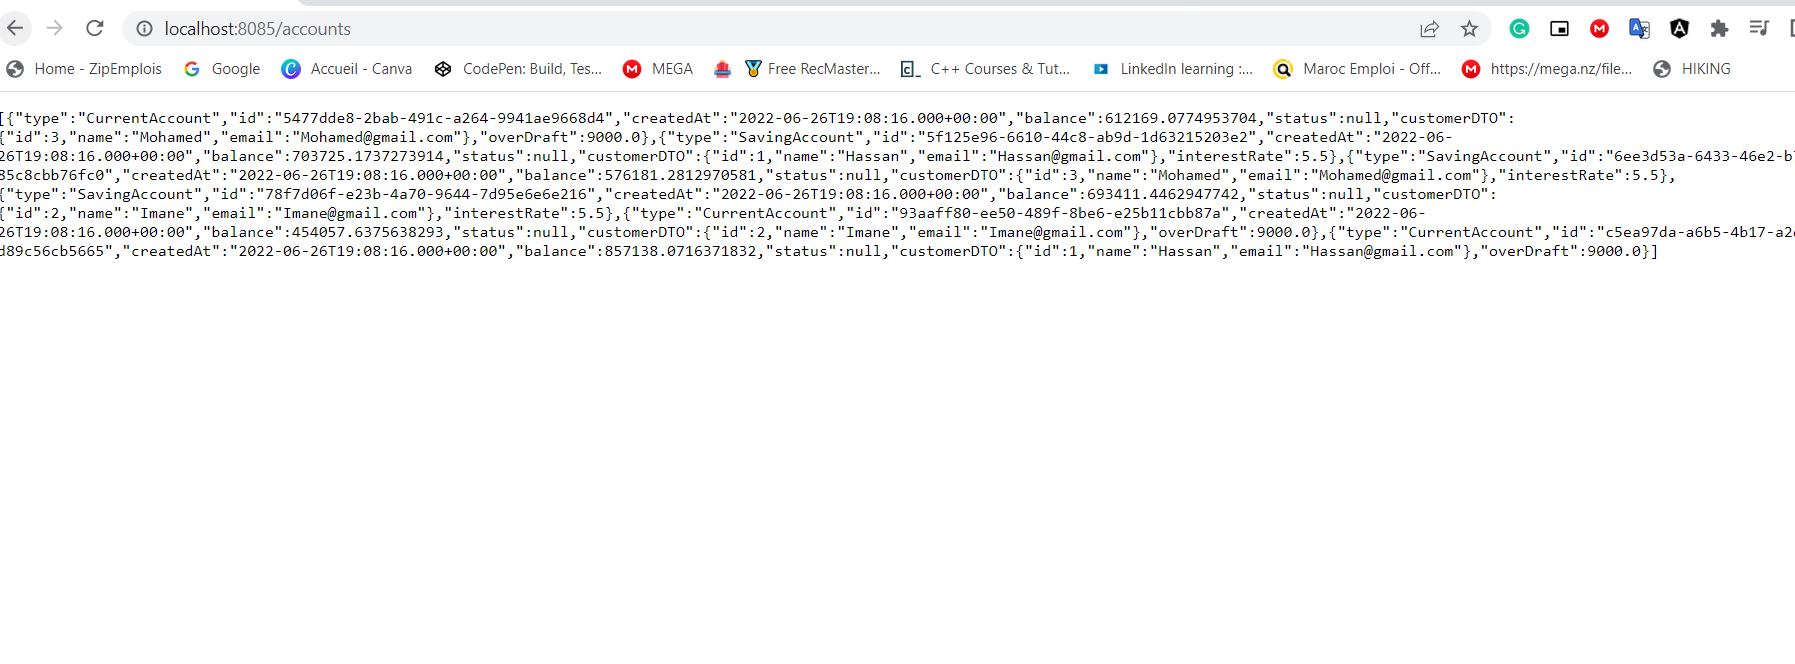 localhost:8085/accounts
Home - ZipEmplois Google Accueil - Canva CodePen: Build, Tes... MEGA Free RecMaster... C++ Courses & Tut... LinkedIn learning :... Maroc Emploi - Off... https://mega.nz/file... HIKING
[{"type":"CurrentAccount","id":"5477dde8-2bab-491c-a264-9941ae9668d4","createdAt":"2022-06-26T19:08:16.000+00:00","balance":612169.0774953704,"status":null,"customerDTO":
{"id":3,"name":"Mohamed","email":"Mohamed@gmail.com"},"overDraft":9000.0},{"type":"SavingAccount","id":"5f125e96-6610-44c8-ab9d-1d63215203e2","createdAt":"2022-06-
26T19:08:16.000+00:00","balance":703725.1737273914,"status":null,"customerDTO":{"id":1,"name":"Hassan","email":"Hassan@gmail.com"},"interestRate":5.5},{"type":"SavingAccount","id":"6ee3d53a-6433-46e2-b7
85c8cbb76fc0","createdAt":"2022-06-26T19:08:16.000+00:00","balance":576181.2812970581,"status":null,"customerDTO":{"id":3,"name":"Mohamed","email":"Mohamed@gmail.com"},"interestRate":5.5},
{"type":"SavingAccount","id":"78f7d06f-e23b-4a70-9644-7d95e6e6e216","createdAt":"2022-06-26T19:08:16.000+00:00","balance":693411.4462947742,"status":null,"customerDTO":
{"id":2,"name":"Imane","email":"Imane@gmail.com"},"interestRate":5.5},{"type":"CurrentAccount","id":"93aaff80-ee50-489f-8be6-e25b11cbb87a","createdAt":"2022-06-
26T19:08:16.000+00:00","balance":454057.6375638293,"status":null,"customerDTO":{"id":2,"name":"Imane","email":"Imane@gmail.com"},"overDraft":9000.0},{"type":"CurrentAccount","id":"c5ea97da-a6b5-4b17-a2
d89c56cb5665","createdAt":"2022-06-26T19:08:16.000+00:00","balance":857138.0716371832,"status":null,"customerDTO":{"id":1,"name":"Hassan","email":"Hassan@gmail.com"},"overDraft":9000.0}]